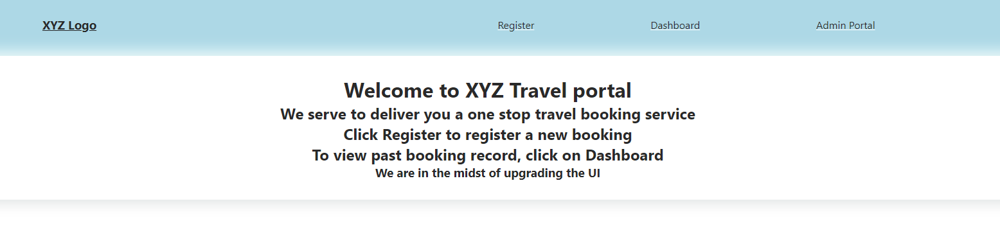 XYZ Logo
Register
Dashboard
Admin Portal
Welcome to XYZ Travel portal
We serve to deliver you a one stop travel booking service
Click Register to register a new booking
To view past booking record, click on Dashboard
We are in the midst of upgrading the UI